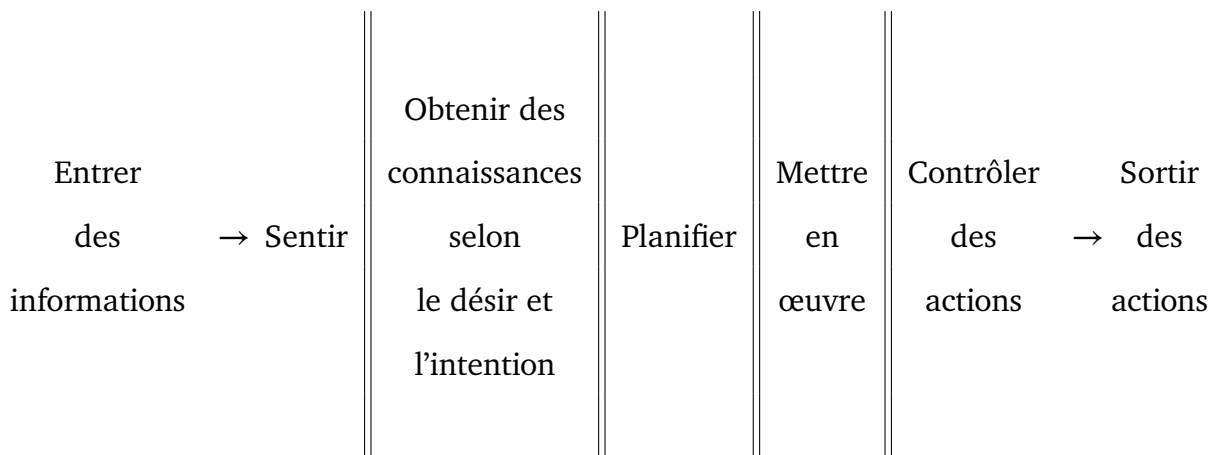 Entrer
des
informations
→ Sentir
Obtenir des
connaissances
selon
le désir et
l'intention
Planifier
Mettre
en
œuvre
Contrôler
des
actions
→
Sortir
des
actions